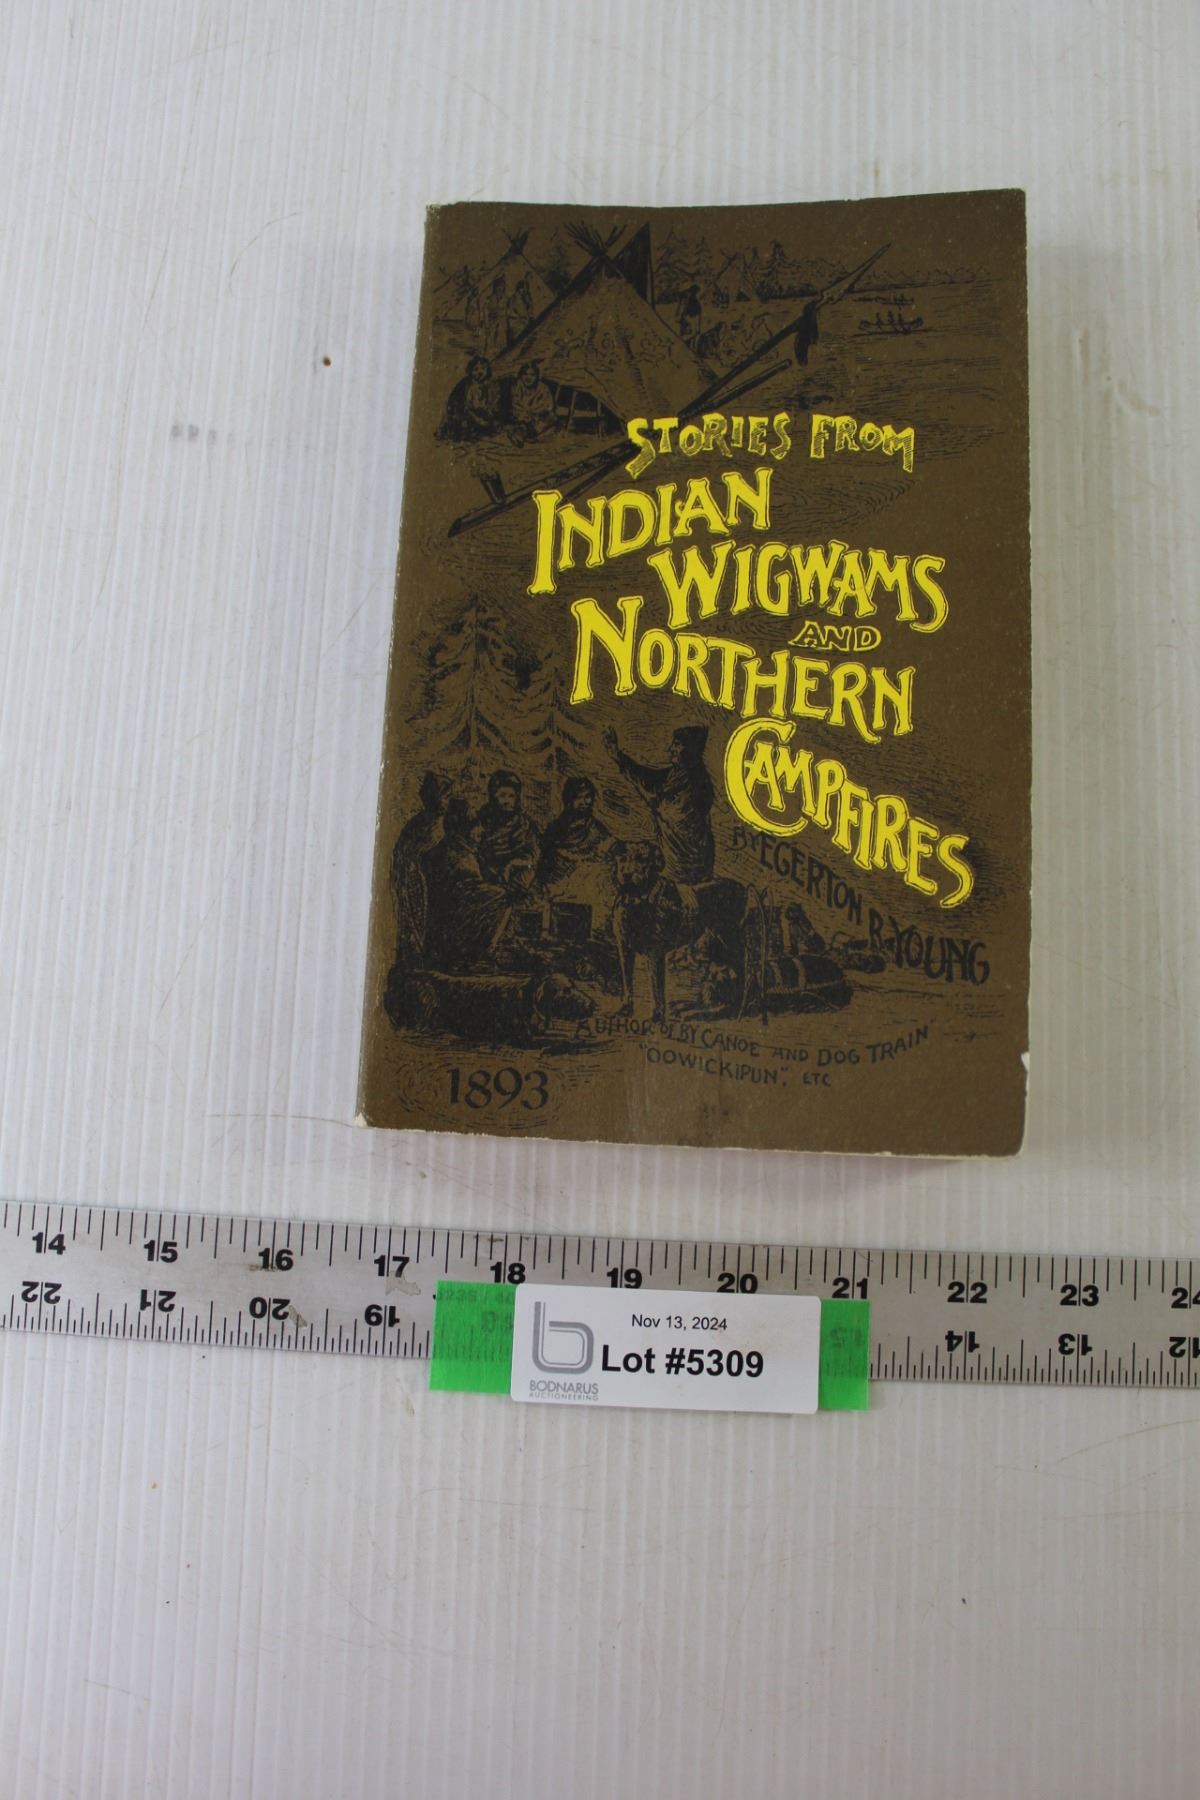 STORIES FROM
INDIAN
WIGWAMS
AND
NORTHERN
CAMPFIRES
BY EGERTON R. YOUNG
AUTHOR OF "BY CANOE AND DOG TRAIN"
"OOWICKIPUN", ETC
1893
14 15 16 17 18 19 20 21 22 23 24
22 21 20 19 14 13 12
Nov 13, 2024
Lot #5309
BODNARUS
AUCTIONEERING